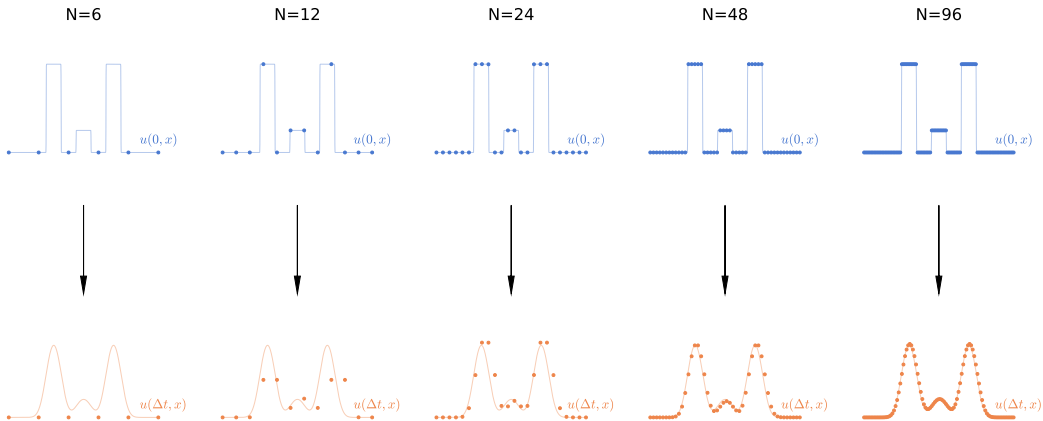 N=6 N=12 N=24 N=48 N=96
u(0, x) u(0, x) u(0, x) u(0, x) u(0, x)
u(Δt, x) u(Δt, x) u(Δt, x) u(Δt, x) u(Δt, x)